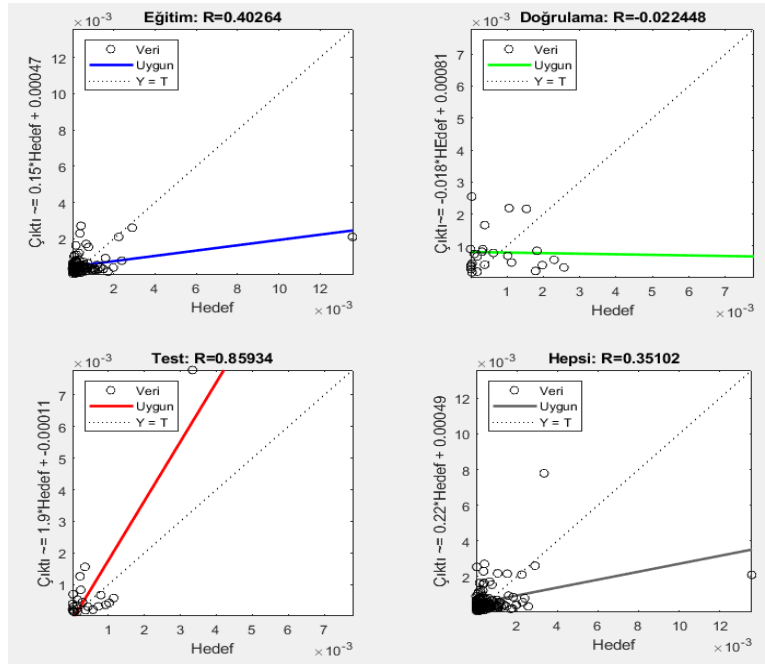 Eğitim: R=0.40264
×10⁻³
Çıktı ~= 0.15*Hedef + 0.00047
Veri
Uygun
Y = T
12
10
8
6
4
2
2 4 6 8 10 12
Hedef
×10⁻³
Doğrulama: R=-0.022448
×10⁻³
Çıktı~= -0.018*HEdef + 0.00081
Veri
Uygun
Y = T
7
6
5
4
3
2
1
1 2 3 4 5 6 7
Hedef
×10⁻³
Test: R=0.85934
×10⁻³
Çıktı ~= 1.9*Hedef + -0.00011
Veri
Uygun
Y = T
7
6
5
4
3
2
1
1 2 3 4 5 6 7
Hedef
×10⁻³
Hepsi: R=0.35102
×10⁻³
Çıktı ~= 0.22*Hedef + 0.00049
Veri
Uygun
Y = T
12
10
8
6
4
2
2 4 6 8 10 12
Hedef
×10⁻³